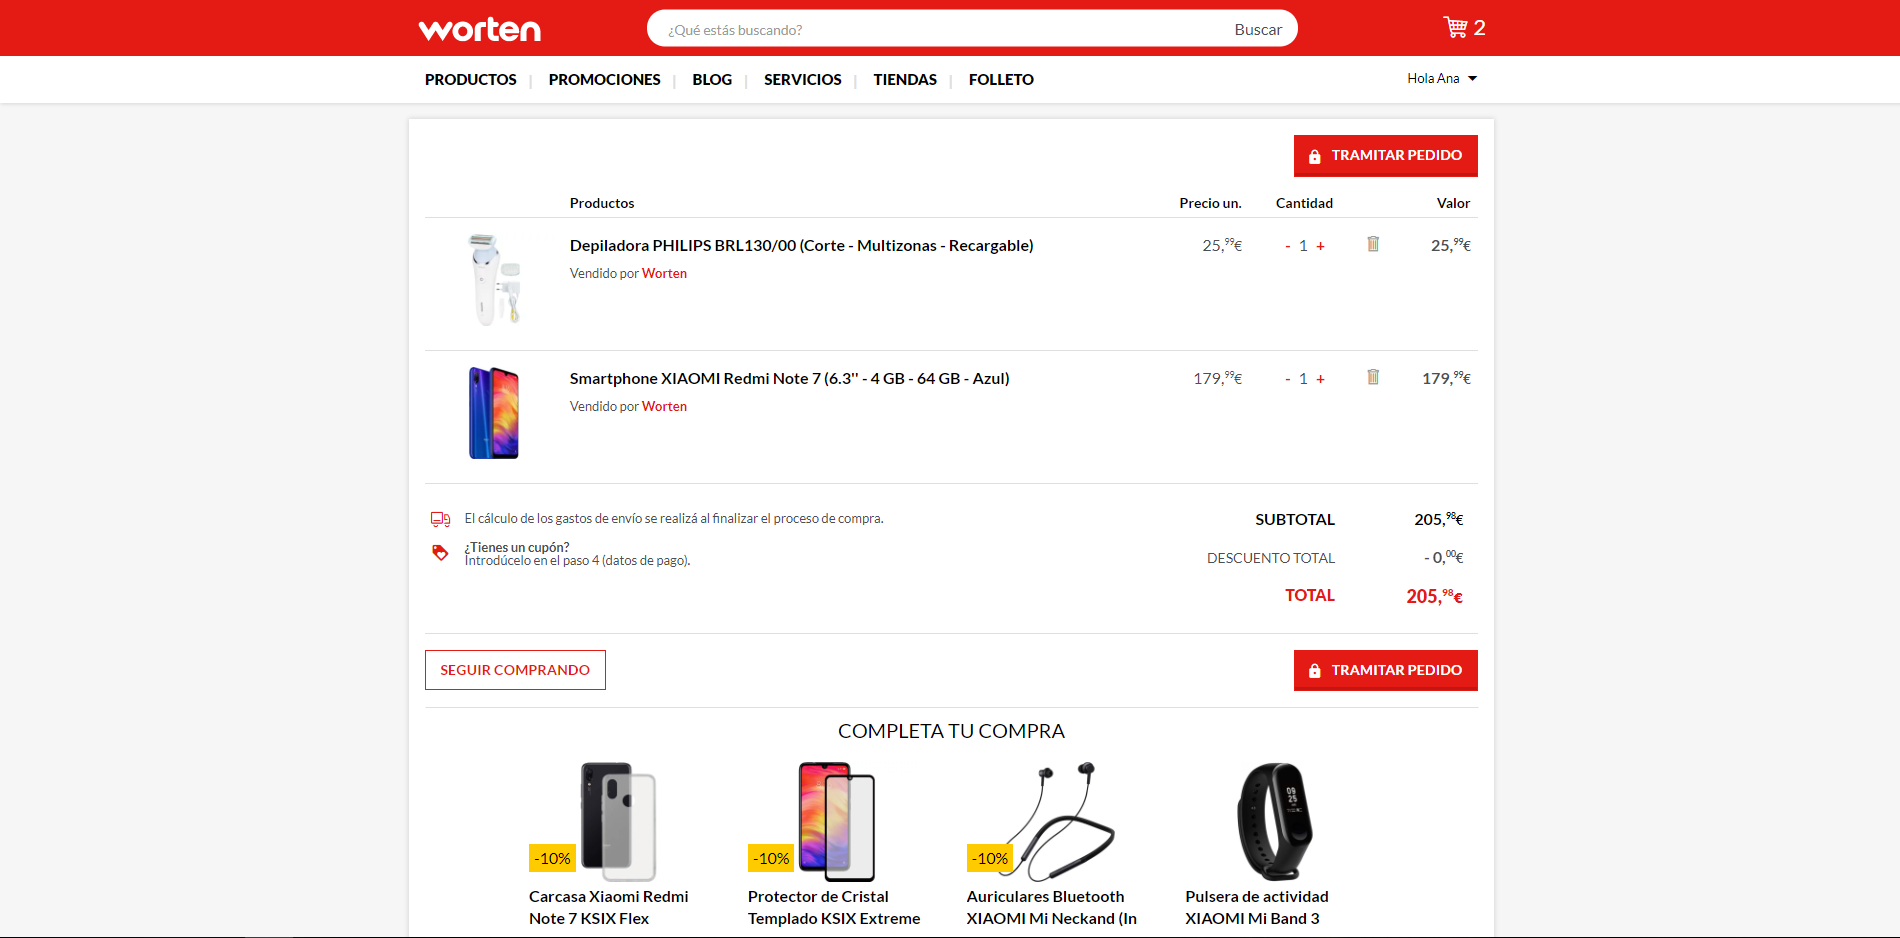 worten
¿Qué estás buscando?
Buscar
2
PRODUCTOS | PROMOCIONES | BLOG | SERVICIOS | TIENDAS | FOLLETO
Hola Ana
TRAMITAR PEDIDO
Productos Precio un. Cantidad Valor
Depiladora PHILIPS BRL130/00 (Corte - Multizonas - Recargable) 25,99€ - 1 + 25,99€
Vendido por Worten
Smartphone XIAOMI Redmi Note 7 (6.3'' - 4 GB - 64 GB - Azul) 179,99€ - 1 + 179,99€
Vendido por Worten
El cálculo de los gastos de envío se realizá al finalizar el proceso de compra.
¿Tienes un cupón?
Introdúcelo en el paso 4 (datos de pago).
SUBTOTAL 205,98€
DESCUENTO TOTAL - 0,00€
TOTAL 205,98€
SEGUIR COMPRANDO
TRAMITAR PEDIDO
COMPLETA TU COMPRA
-10%
Carcasa Xiaomi Redmi
Note 7 KSIX Flex
-10%
Protector de Cristal
Templado KSIX Extreme
-10%
Auriculares Bluetooth
XIAOMI Mi Neckand (In
Pulsera de actividad
XIAOMI Mi Band 3